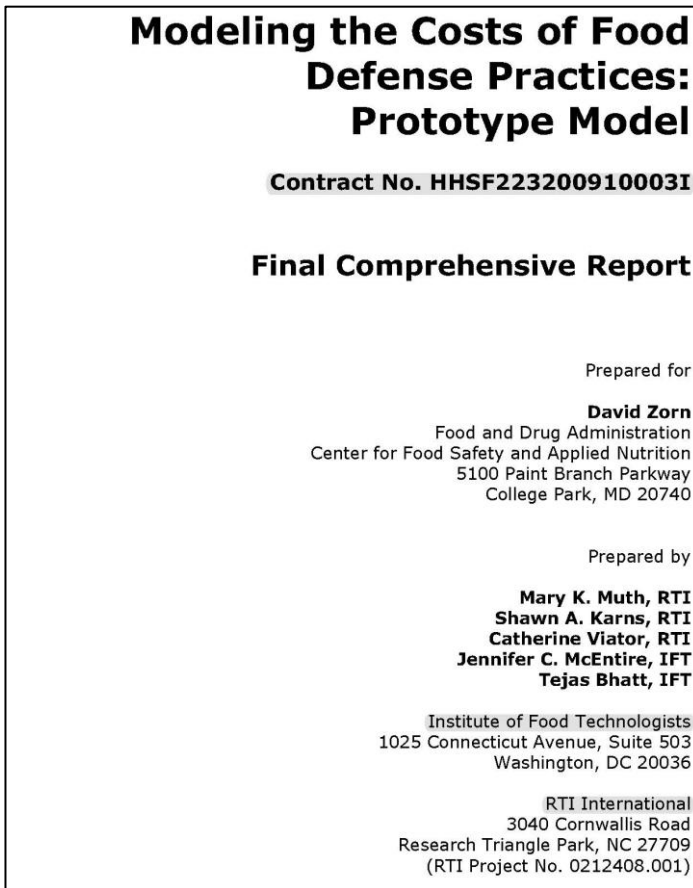 Modeling the Costs of Food
Defense Practices:
Prototype Model
Contract No. HHSF223200910003I
Final Comprehensive Report
Prepared for
David Zorn
Food and Drug Administration
Center for Food Safety and Applied Nutrition
5100 Paint Branch Parkway
College Park, MD 20740
Prepared by
Mary K. Muth, RTI
Shawn A. Karns, RTI
Catherine Viator, RTI
Jennifer C. McEntire, IFT
Tejas Bhatt, IFT
Institute of Food Technologists
1025 Connecticut Avenue, Suite 503
Washington, DC 20036
RTI International
3040 Cornwallis Road
Research Triangle Park, NC 27709
(RTI Project No. 0212408.001)